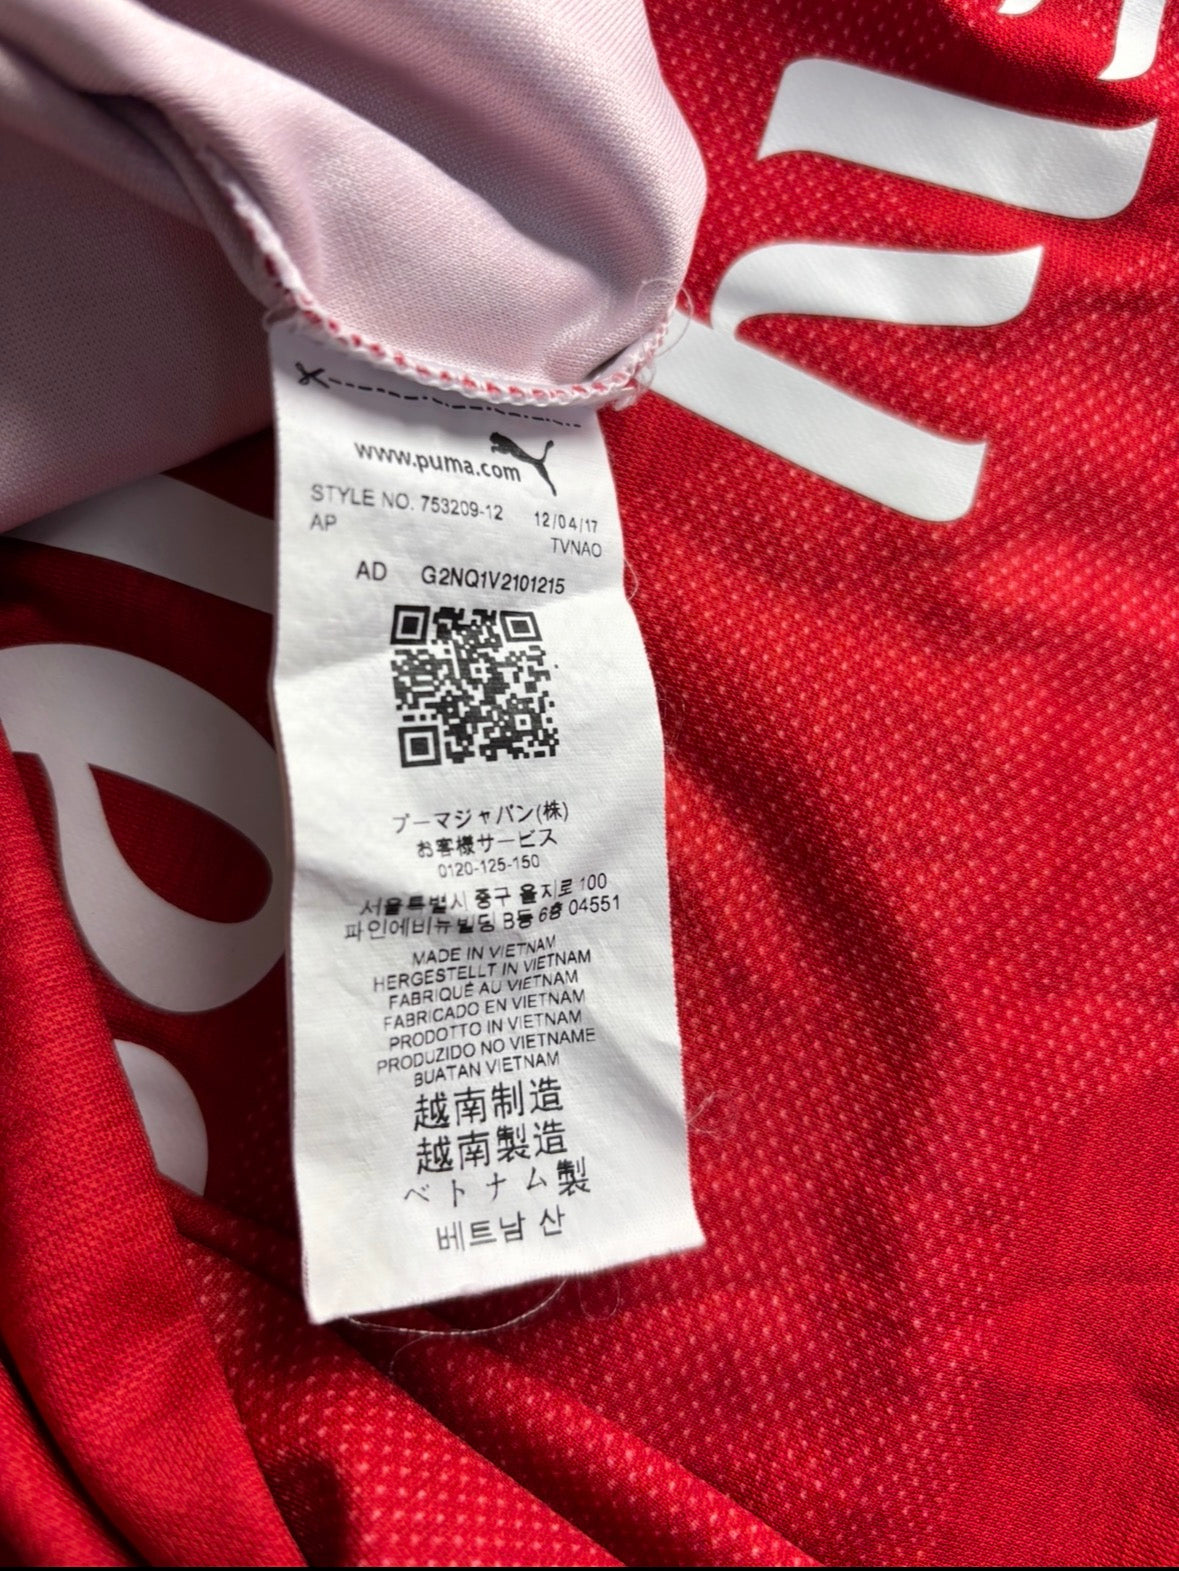 www.puma.com
STYLE NO. 753209-12 12/04/17
AP TVNAO
AD G2NQ1V2101215
プーマジャパン(株)
お客様サービス
0120-125-150
서울특별시 중구 을지로 100
파인에비뉴빌딩 B동 6층 04551
MADE IN VIETNAM
HERGESTELLT IN VIETNAM
FABRIQUÉ AU VIETNAM
FABRICADO EN VIETNAM
PRODOTTO IN VIETNAM
PRODUZIDO NO VIETNAME
BUATAN VIETNAM
越南制造
越南製造
ベトナム製
베트남 산